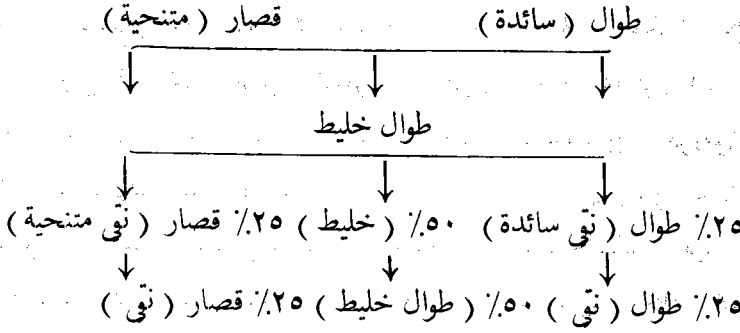 طوال ( سائدة ) قصار ( متنحية )
طوال خليط
٢٥٪ طوال ( نقي سائدة ) ٥٠٪ ( خليط ) ٢٥٪ قصار ( نقي متنحية )
٢٥٪ طوال ( نقي ) ٥٠٪ ( طوال خليط ) ٢٥٪ قصار ( نقي )